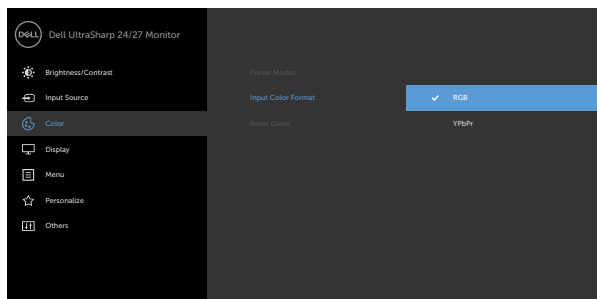 DELL Dell UltraSharp 24/27 Monitor
Brightness/Contrast
Input Source
Color
Display
Menu
Personalize
Others
Preset Modes
Input Color Format
Reset Color
RGB
YPbPr